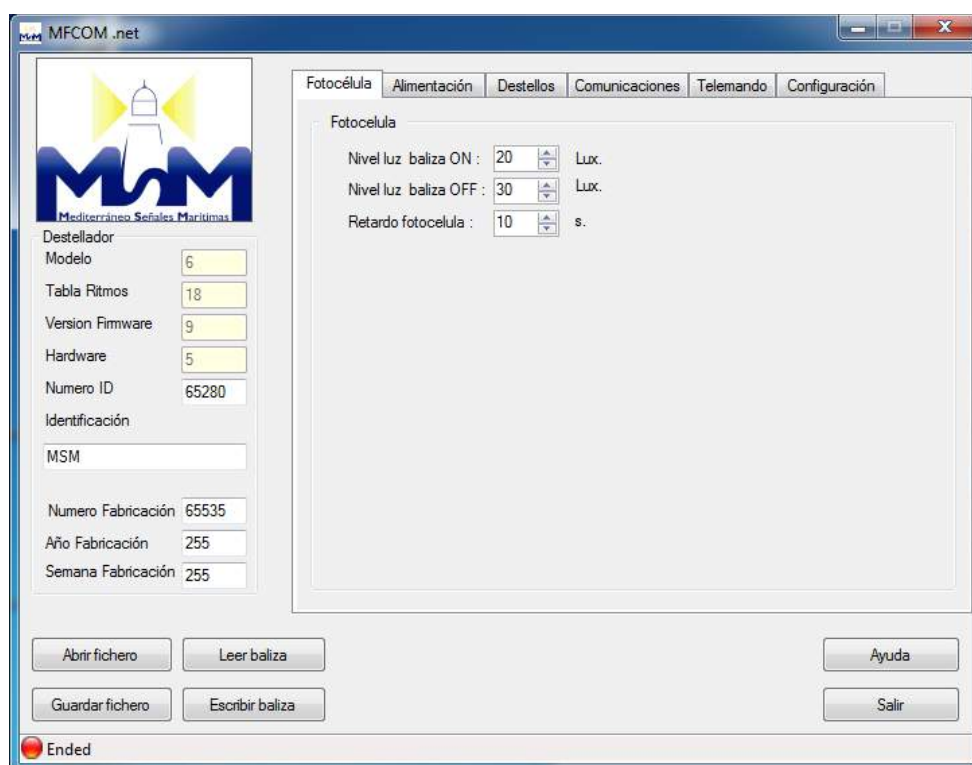 MFCOM .net
MSM
Mediterráneo Señales Maritimas
Destellador
Modelo 6
Tabla Ritmos 18
Version Firmware 9
Hardware 5
Numero ID 65280
Identificación
MSM
Numero Fabricación 65535
Año Fabricación 255
Semana Fabricación 255
Fotocélula Alimentación Destellos Comunicaciones Telemando Configuración
Fotocelula
Nivel luz baliza ON : 20 Lux.
Nivel luz baliza OFF : 30 Lux.
Retardo fotocelula : 10 s.
Abrir fichero Leer baliza Ayuda
Guardar fichero Escribir baliza Salir
Ended